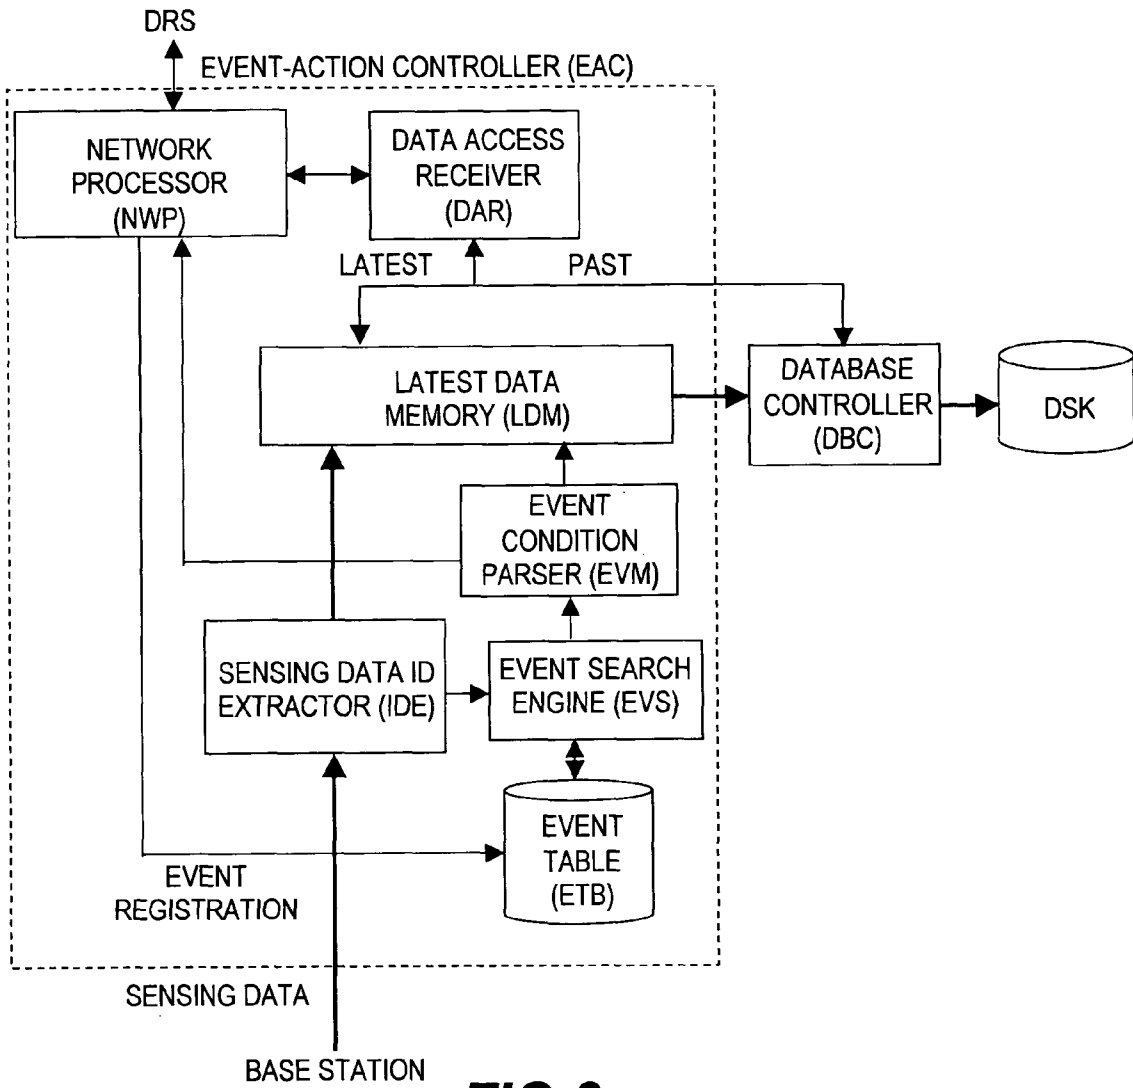 DRS
EVENT-ACTION CONTROLLER (EAC)
NETWORK
PROCESSOR
(NWP)
DATA ACCESS
RECEIVER
(DAR)
LATEST
PAST
LATEST DATA
MEMORY (LDM)
DATABASE
CONTROLLER
(DBC)
DSK
EVENT
CONDITION
PARSER (EVM)
SENSING DATA ID
EXTRACTOR (IDE)
EVENT SEARCH
ENGINE (EVS)
EVENT
TABLE
(ETB)
EVENT
REGISTRATION
SENSING DATA
BASE STATION